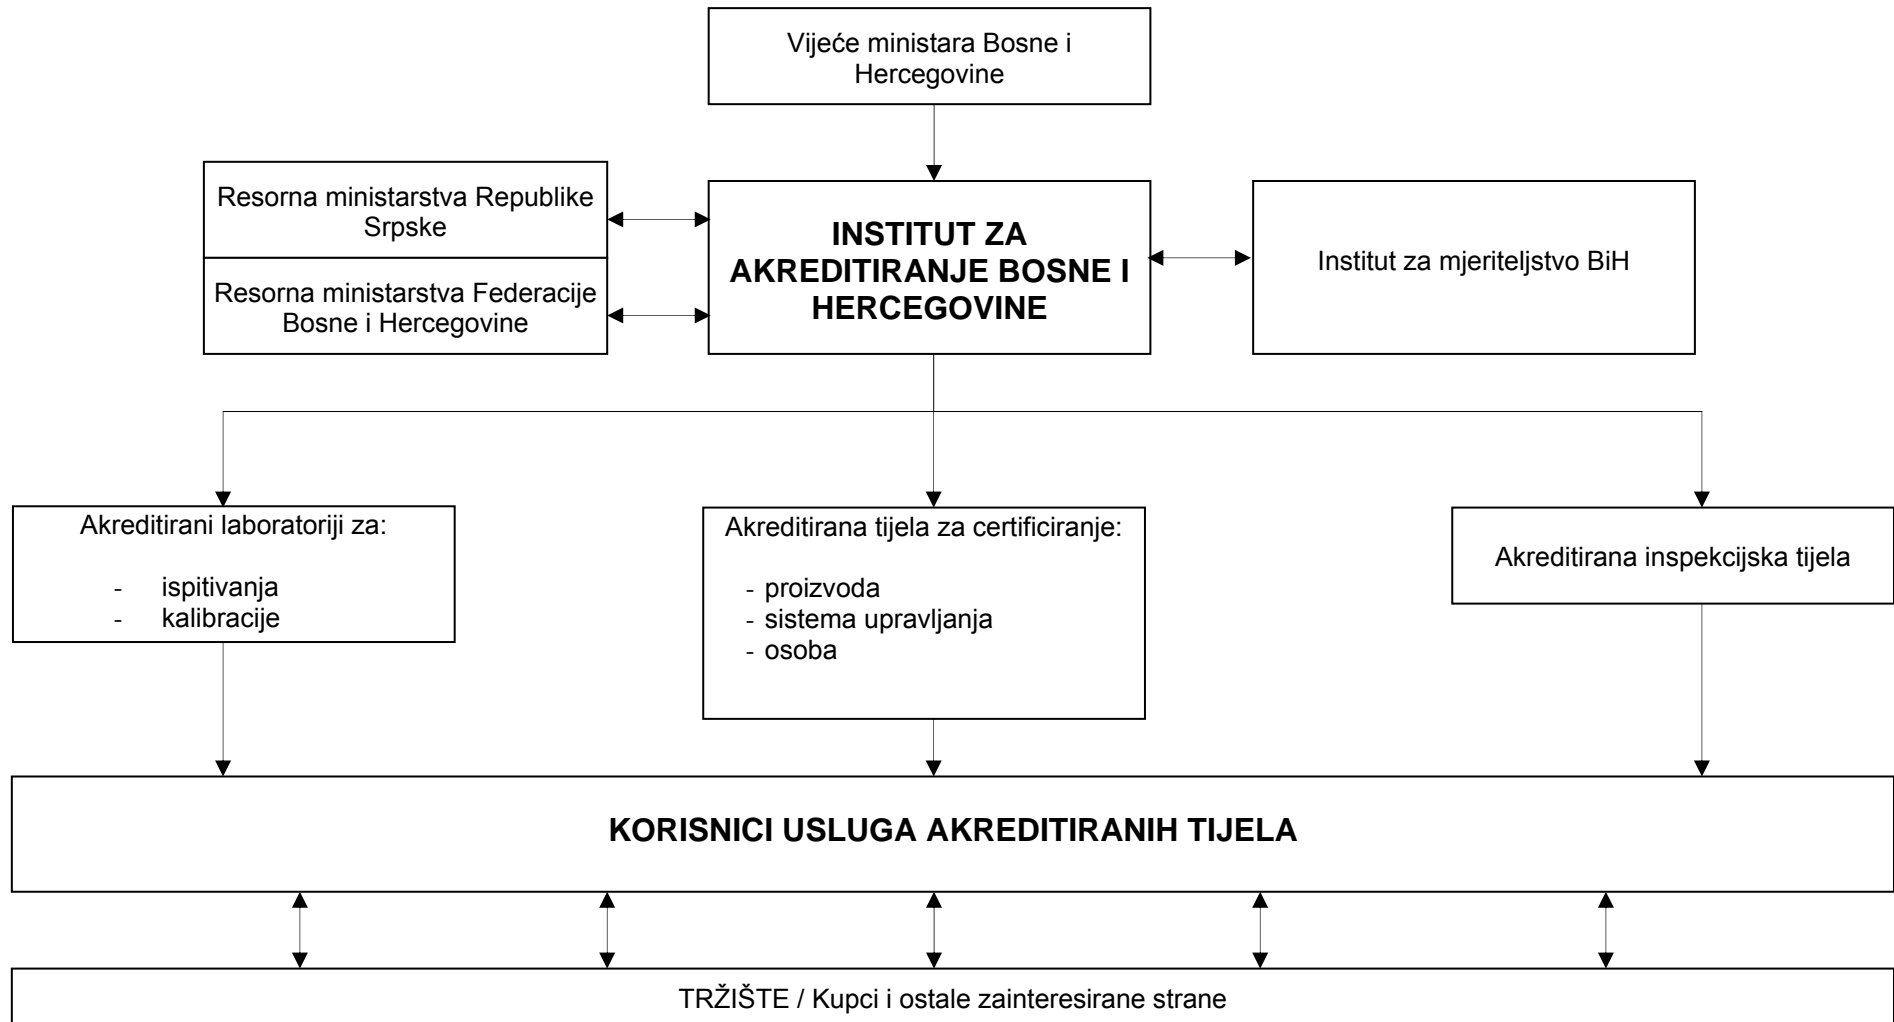 Vijeće ministara Bosne i
Hercegovine
Resorna ministarstva Republike
Srpske
Resorna ministarstva Federacije
Bosne i Hercegovine
INSTITUT ZA
AKREDITIRANJE BOSNE I
HERCEGOVINE
Institut za mjeriteljstvo BiH
Akreditirani laboratoriji za:
- ispitivanja
- kalibracije
Akreditirana tijela za certificiranje:
- proizvoda
- sistema upravljanja
- osoba
Akreditirana inspekcijska tijela
KORISNICI USLUGA AKREDITIRANIH TIJELA
TRŽIŠTE / Kupci i ostale zainteresirane strane